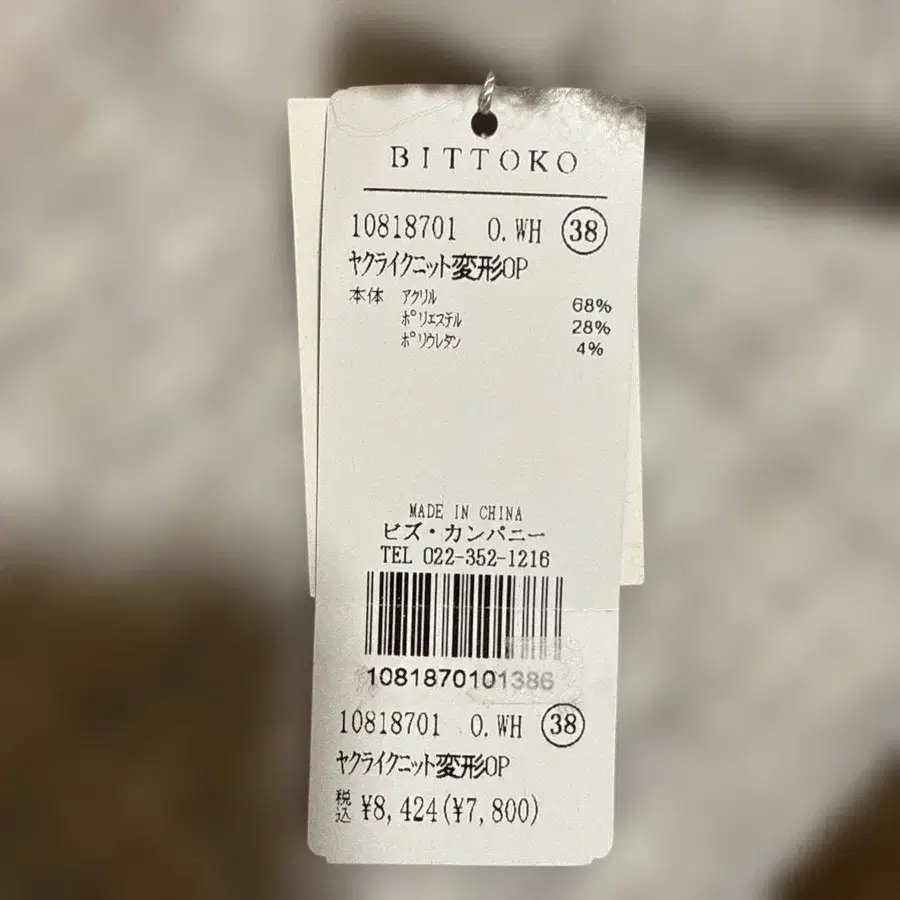 BITTOKO
10818701 O.WH 38
ヤクライクニット変形OP
本体 アクリル 68%
ポリエステル 28%
ポリウレタン 4%
MADE IN CHINA
ビズ・カンパニー
TEL 022-352-1216
1081870101386
10818701 O.WH 38
ヤクライクニット変形OP
税込 ¥8,424(¥7,800)